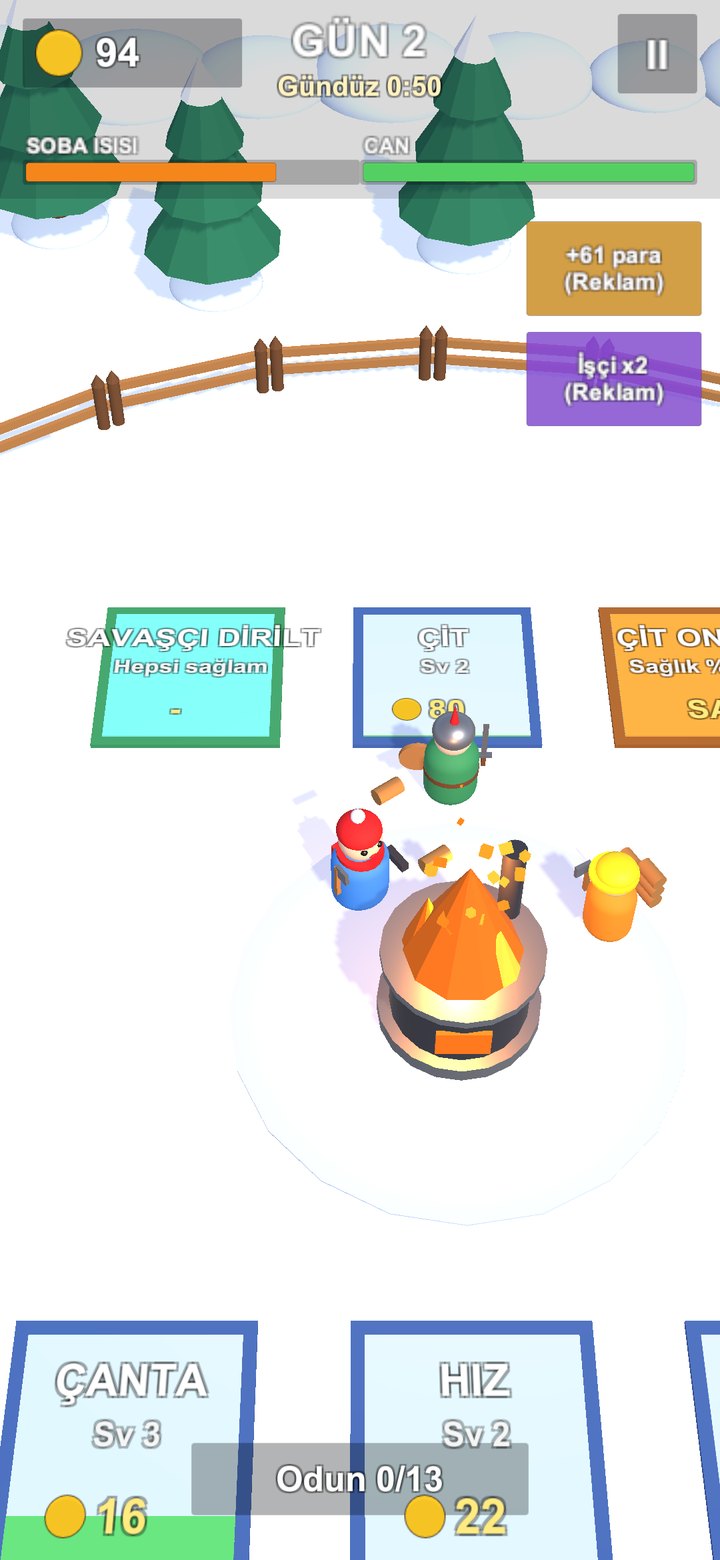 94
GÜN 2
Gündüz 0:50
SOBA ISISI
CAN
+61 para
(Reklam)
İşçi x2
(Reklam)
SAVAŞÇI DİRİLT
Hepsi sağlam
-
ÇİT
Sv 2
80
ÇİT ON
Sağlık %
SA
ÇANTA
Sv 3
16
HIZ
Sv 2
22
Odun 0/13